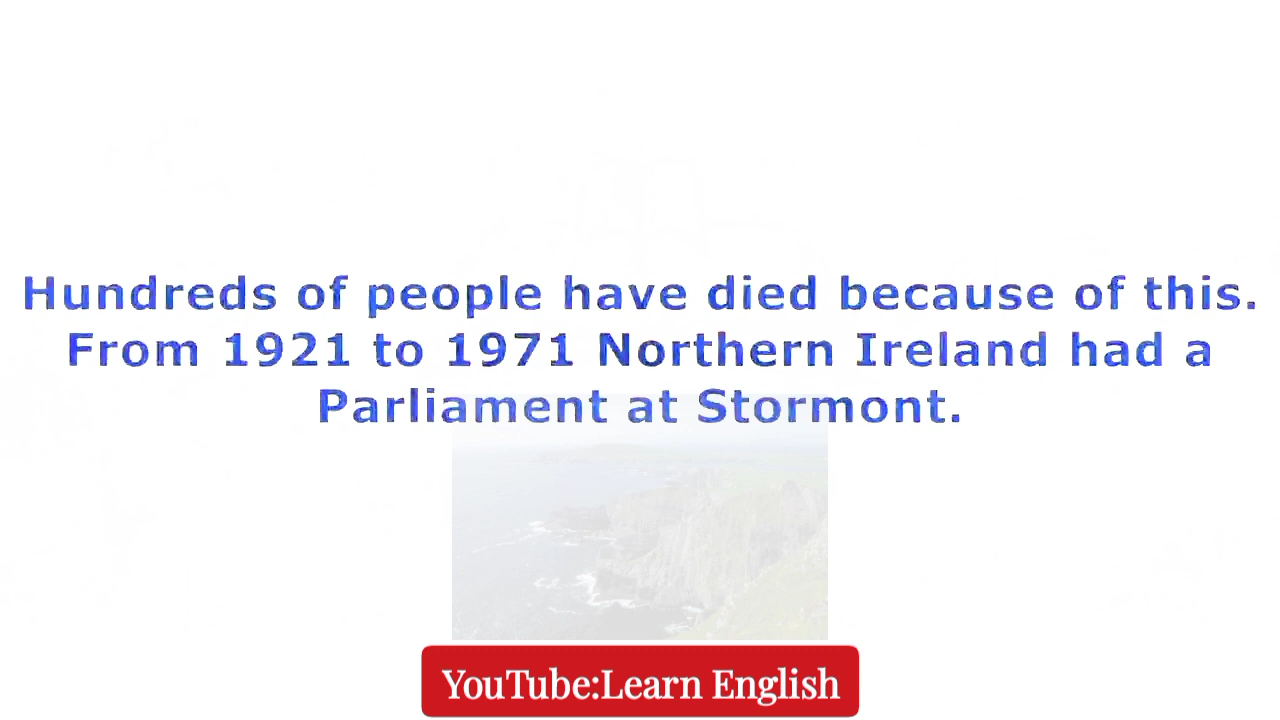 Hundreds of people have died because of this.
From 1921 to 1971 Northern Ireland had a
Parliament at Stormont.
YouTube:Learn English